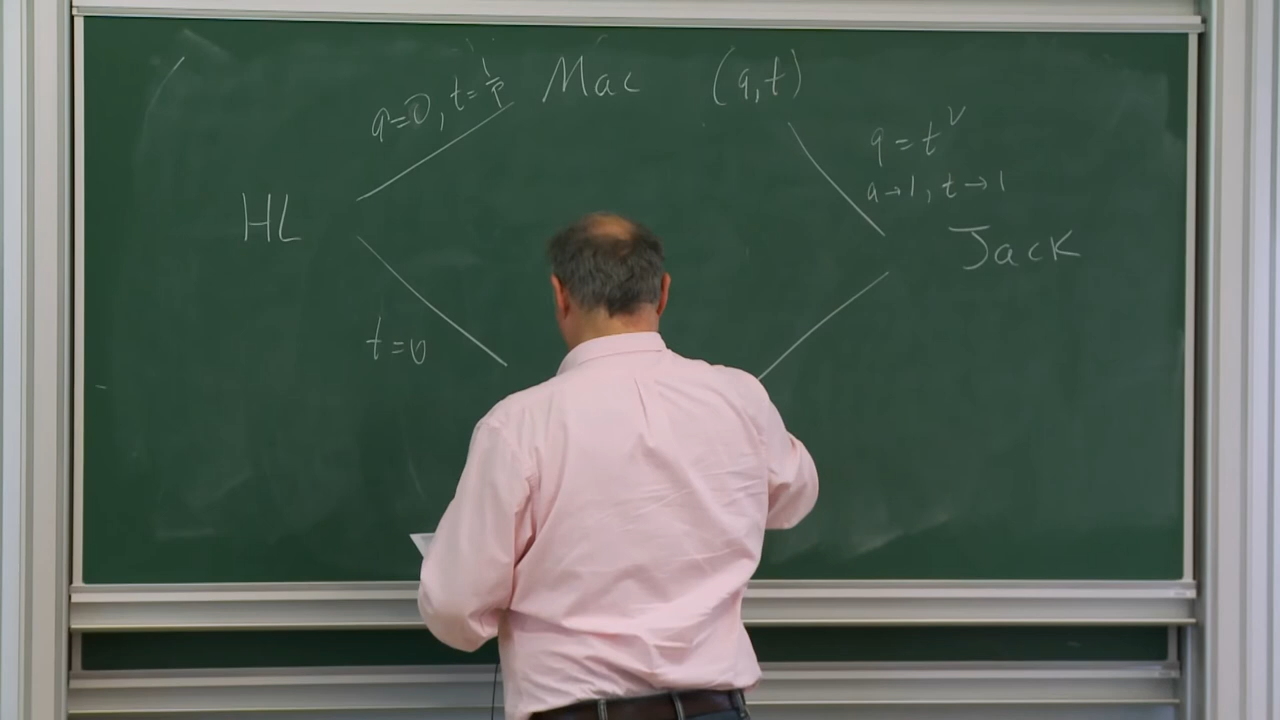 Mac (q,t)
q=0, t=1/p
q=t^ν
q→1, t→1
HL
Jack
t=0